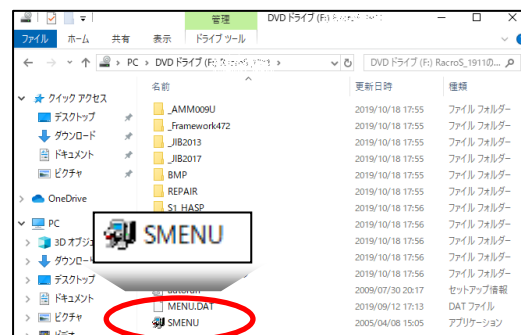 管理
DVD ドライブ (F:)
ファイル ホーム 共有 表示 ドライブ ツール
PC › DVD ドライブ (F:) DVD ドライブ (F:) RacroS_1911の...
名前 更新日時 種類
クイック アクセス
_AMM009U 2019/10/18 17:55 ファイル フォルダー
デスクトップ
_Framework472 2019/10/18 17:55 ファイル フォルダー
ダウンロード
_JIB2013 2019/10/18 17:55 ファイル フォルダー
ドキュメント
_JIB2017 2019/10/18 17:55 ファイル フォルダー
ピクチャ
BMP 2019/10/18 17:55 ファイル フォルダー
REPAIR 2019/10/18 17:55 ファイル フォルダー
OneDrive
S1_HASP 2019/10/18 17:56 ファイル フォルダー
PC
2019/10/18 17:56 ファイル フォルダー
SMENU
3D オブジェ
2019/10/18 17:56 ファイル フォルダー
ダウンロード
2019/10/18 17:56 ファイル フォルダー
デスクトップ
2019/10/18 17:56 ファイル フォルダー
autorun 2009/07/30 20:17 セットアップ情報
ドキュメント
MENU.DAT 2019/09/12 17:13 DAT ファイル
ピクチャ
SMENU 2005/04/08 15:05 アプリケーション